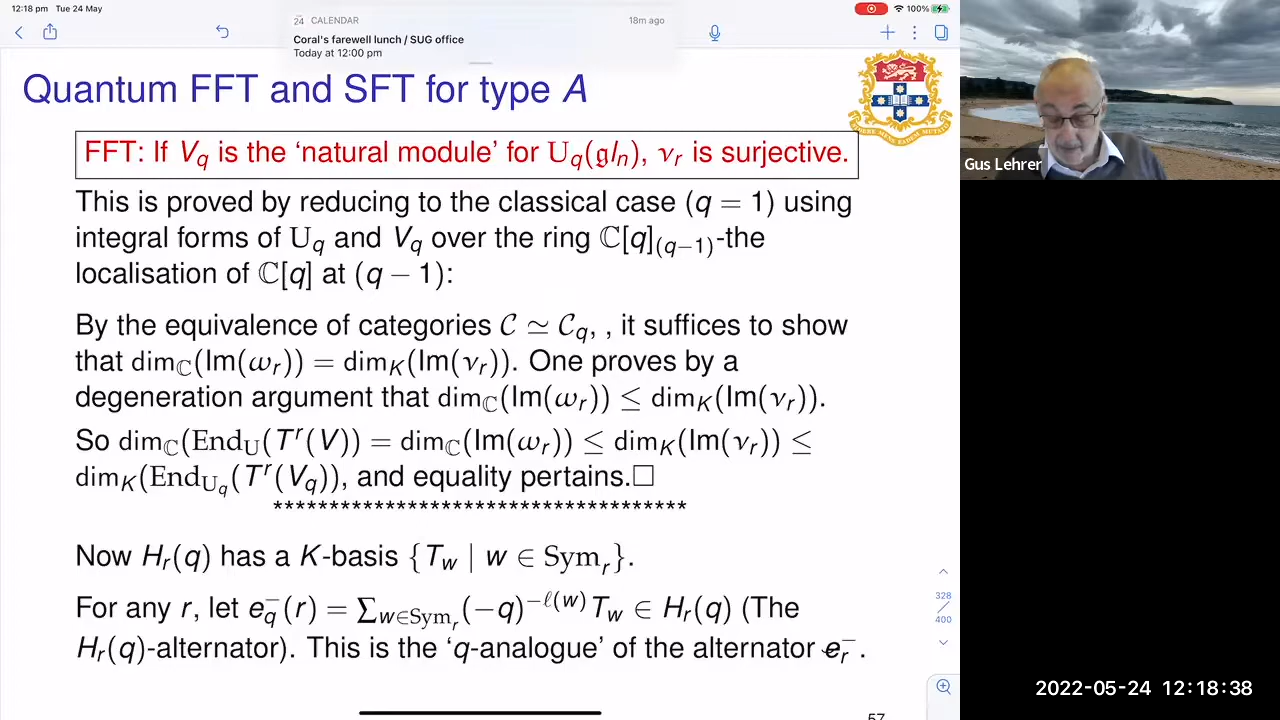 12:18 pm Tue 24 May
100%
24 CALENDAR
18m ago
Coral's farewell lunch / SUG office
Today at 12:00 pm
Quantum FFT and SFT for type A
FFT: If V_q is the ‘natural module’ for U_q(𝔤l_n), ν_r is surjective.
This is proved by reducing to the classical case (q = 1) using
integral forms of U_q and V_q over the ring ℂ[q]_(q−1)-the
localisation of ℂ[q] at (q − 1):
By the equivalence of categories 𝒞 ≃ 𝒞_q, , it suffices to show
that dim_ℂ(Im(ω_r)) = dim_K(Im(ν_r)). One proves by a
degeneration argument that dim_ℂ(Im(ω_r)) ≤ dim_K(Im(ν_r)).
So dim_ℂ(End_U(T^r(V)) = dim_ℂ(Im(ω_r)) ≤ dim_K(Im(ν_r)) ≤
dim_K(End_{U_q}(T^r(V_q)), and equality pertains.□
*************************************
Now H_r(q) has a K-basis {T_w | w ∈ Sym_r}.
For any r, let e_q^−(r) = ∑_{w∈Sym_r}(−q)^{−ℓ(w)}T_w ∈ H_r(q) (The
H_r(q)-alternator). This is the ‘q-analogue’ of the alternator e_r^−.
328
400
57
Gus Lehrer
2022-05-24 12:18:38